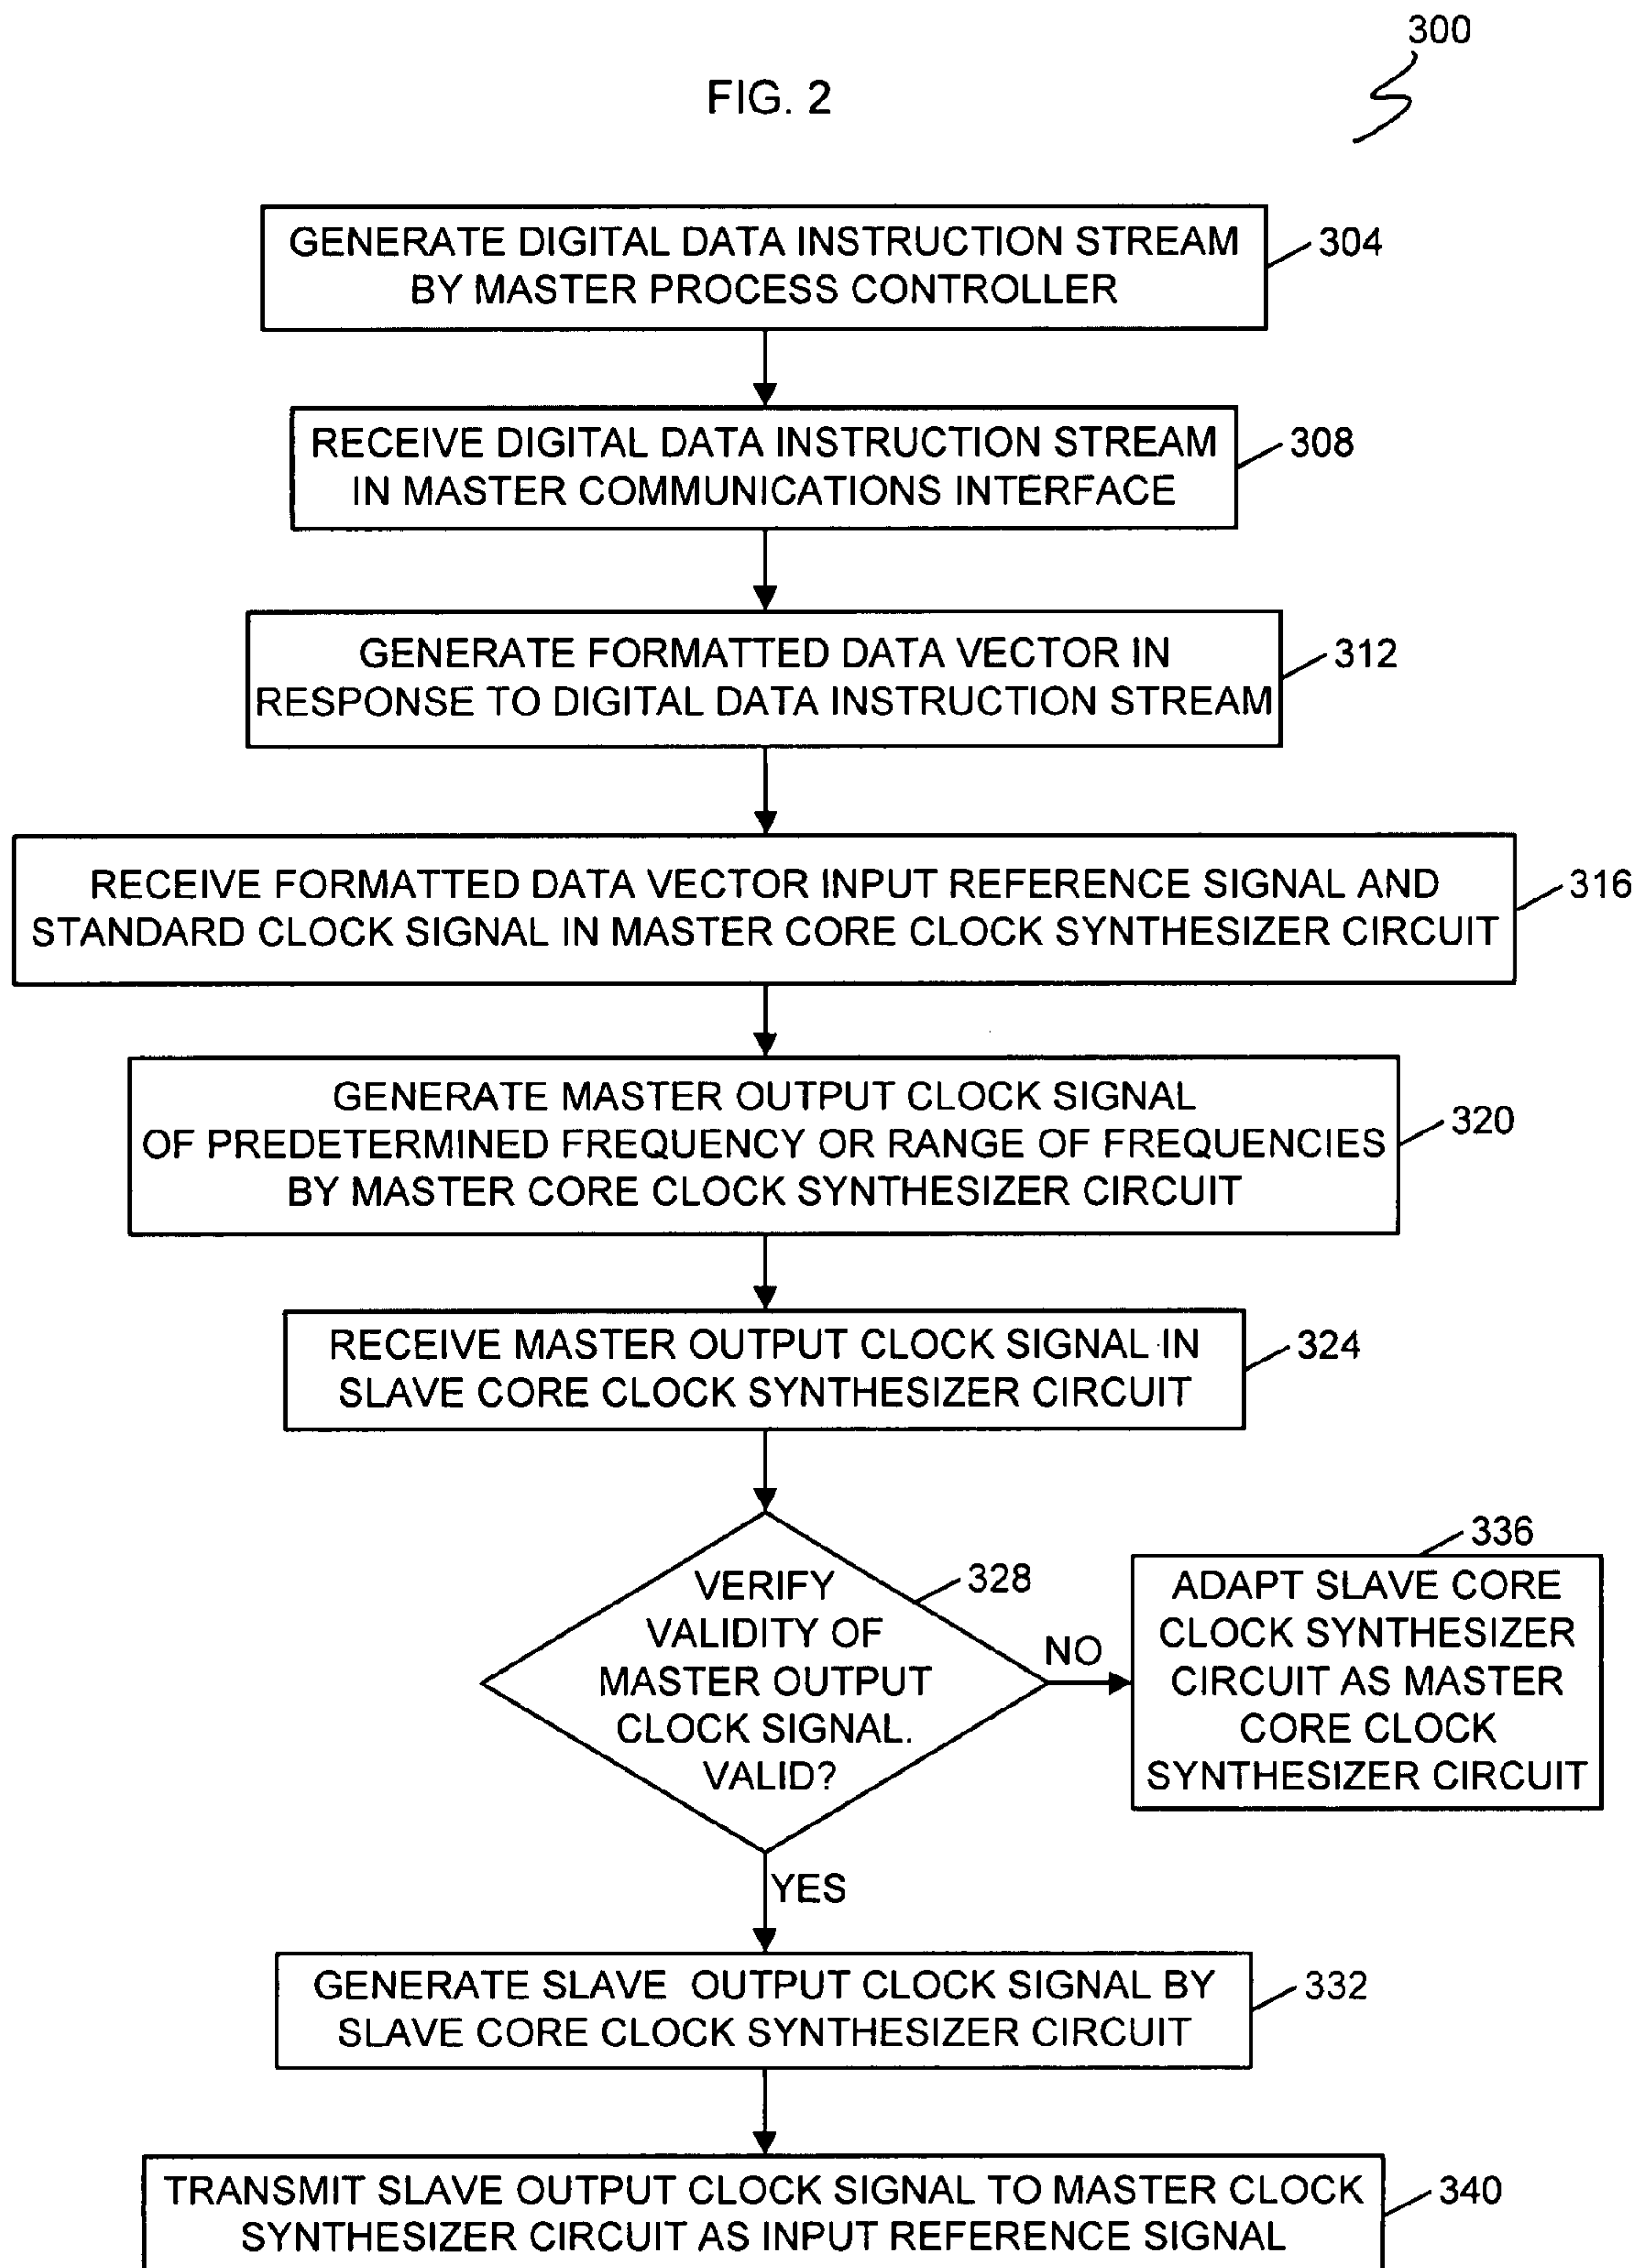 300
FIG. 2
GENERATE DIGITAL DATA INSTRUCTION STREAM
BY MASTER PROCESS CONTROLLER
304
RECEIVE DIGITAL DATA INSTRUCTION STREAM
IN MASTER COMMUNICATIONS INTERFACE
308
GENERATE FORMATTED DATA VECTOR IN
RESPONSE TO DIGITAL DATA INSTRUCTION STREAM
312
RECEIVE FORMATTED DATA VECTOR INPUT REFERENCE SIGNAL AND
STANDARD CLOCK SIGNAL IN MASTER CORE CLOCK SYNTHESIZER CIRCUIT
316
GENERATE MASTER OUTPUT CLOCK SIGNAL
OF PREDETERMINED FREQUENCY OR RANGE OF FREQUENCIES
BY MASTER CORE CLOCK SYNTHESIZER CIRCUIT
320
RECEIVE MASTER OUTPUT CLOCK SIGNAL IN
SLAVE CORE CLOCK SYNTHESIZER CIRCUIT
324
VERIFY
VALIDITY OF
MASTER OUTPUT
CLOCK SIGNAL.
VALID?
328
NO
336
ADAPT SLAVE CORE
CLOCK SYNTHESIZER
CIRCUIT AS MASTER
CORE CLOCK
SYNTHESIZER CIRCUIT
YES
GENERATE SLAVE OUTPUT CLOCK SIGNAL BY
SLAVE CORE CLOCK SYNTHESIZER CIRCUIT
332
TRANSMIT SLAVE OUTPUT CLOCK SIGNAL TO MASTER CLOCK
SYNTHESIZER CIRCUIT AS INPUT REFERENCE SIGNAL
340